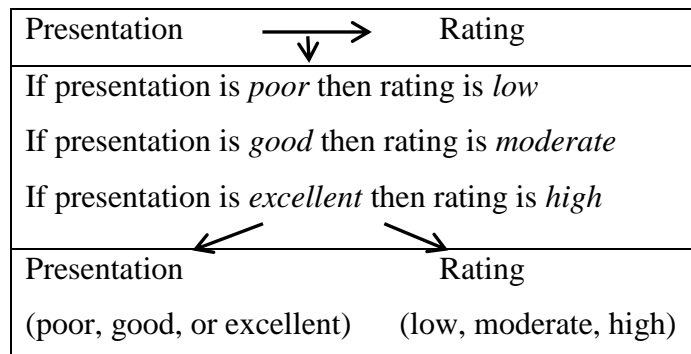 Presentation Rating
If presentation is poor then rating is low
If presentation is good then rating is moderate
If presentation is excellent then rating is high
Presentation Rating
(poor, good, or excellent) (low, moderate, high)